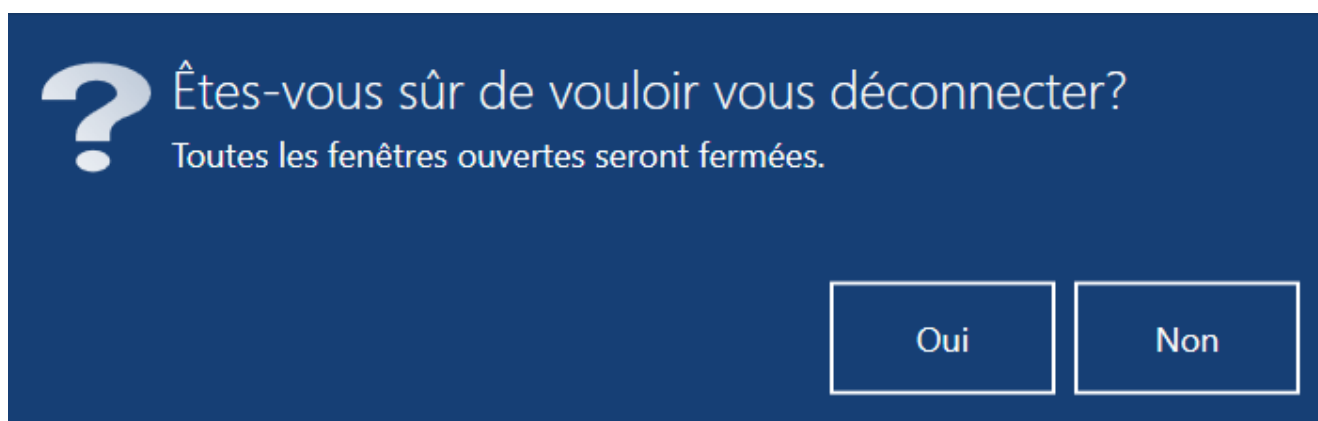 Êtes-vous sûr de vouloir vous déconnecter?
Toutes les fenêtres ouvertes seront fermées.
Oui Non